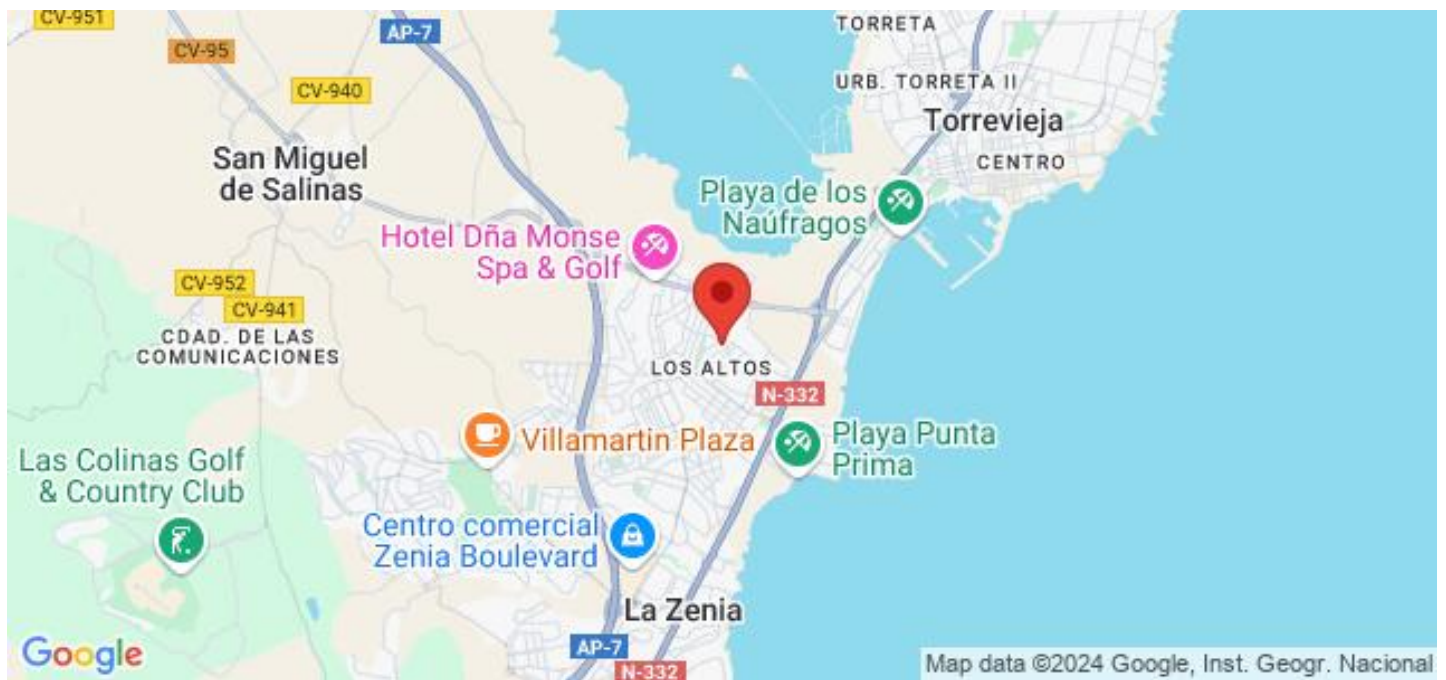 CV-951
CV-95
AP-7
CV-940
TORRETA
URB. TORRETA II
Torrevieja
CENTRO
San Miguel
de Salinas
Playa de los
Naúfragos
Hotel Dña Monse
Spa & Golf
CV-952
CV-941
CDAD. DE LAS
COMUNICACIONES
LOS ALTOS
N-332
Villamartin Plaza
Playa Punta
Prima
Las Colinas Golf
& Country Club
Centro comercial
Zenia Boulevard
La Zenia
AP-7
N-332
Google
Map data ©2024 Google, Inst. Geogr. Nacional